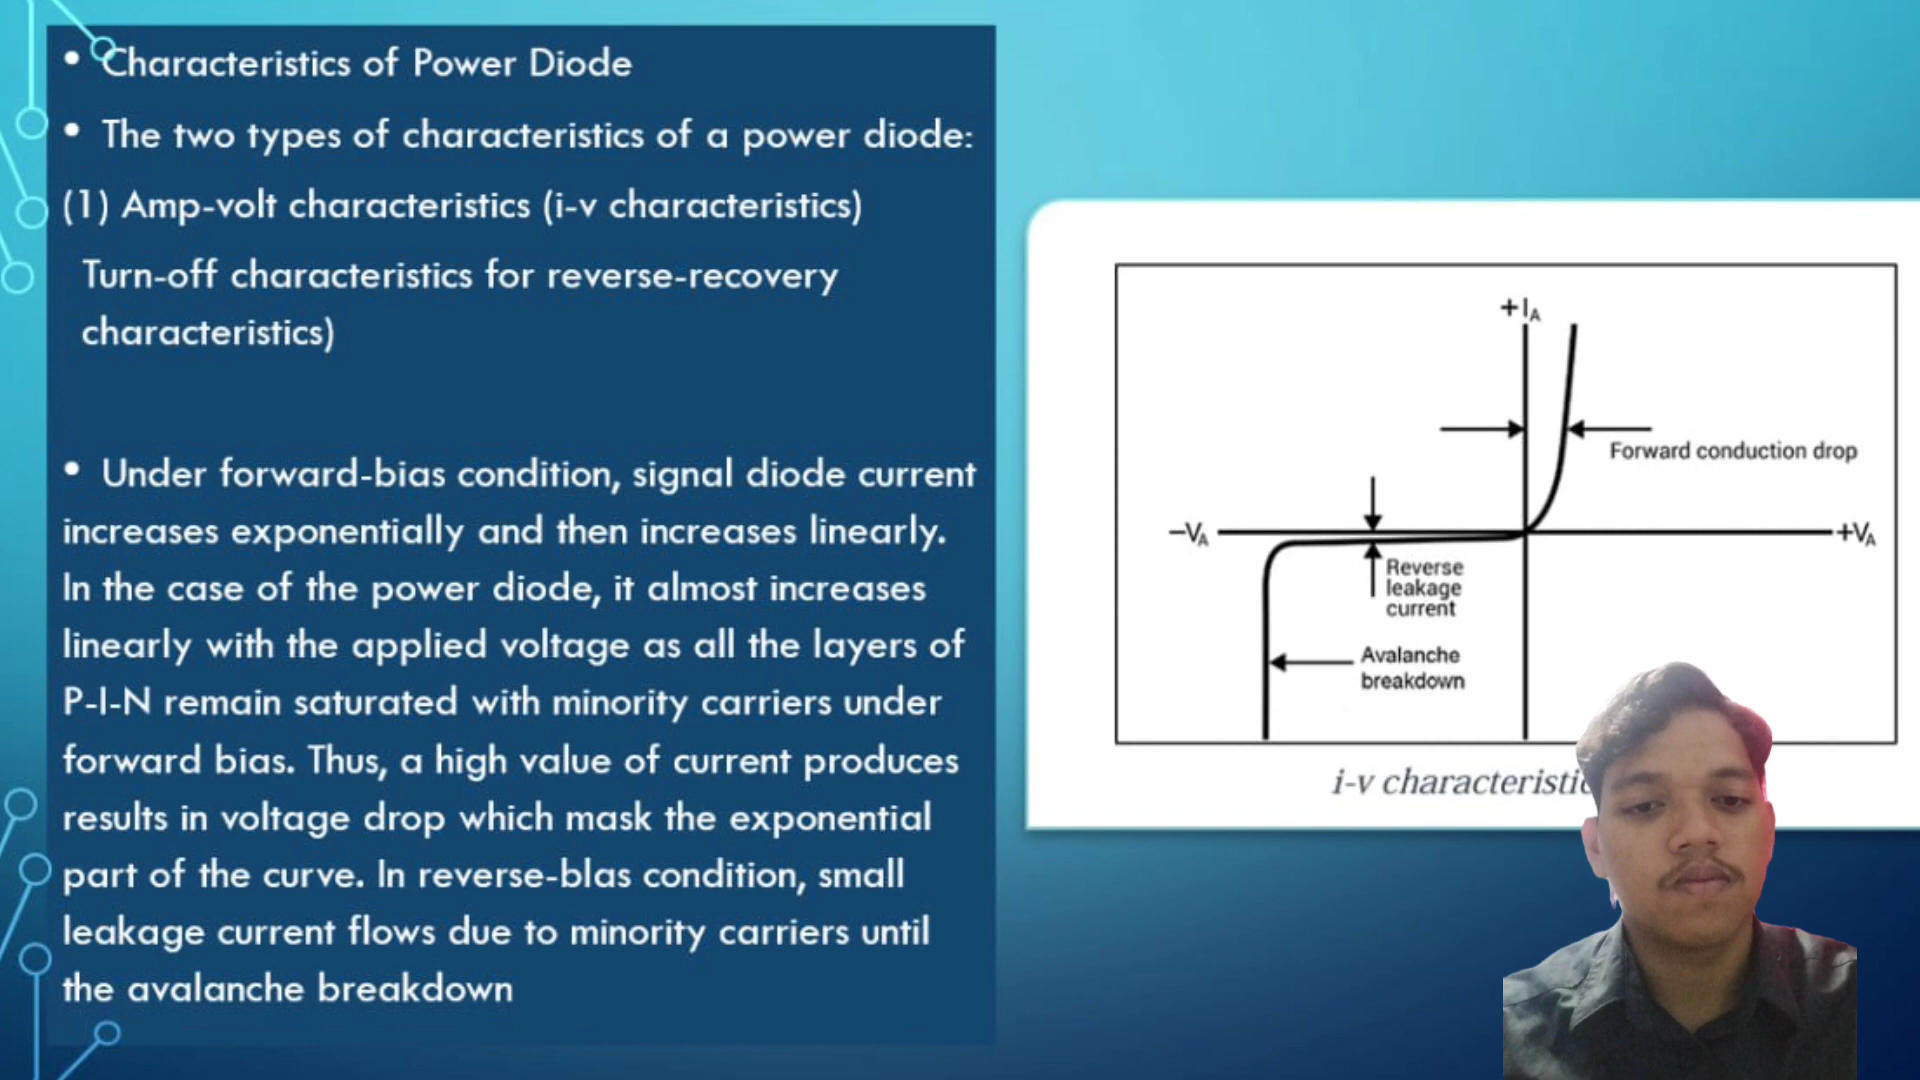 • Characteristics of Power Diode
• The two types of characteristics of a power diode:
(1) Amp-volt characteristics (i-v characteristics)
Turn-off characteristics for reverse-recovery
characteristics)
• Under forward-bias condition, signal diode current
increases exponentially and then increases linearly.
In the case of the power diode, it almost increases
linearly with the applied voltage as all the layers of
P-I-N remain saturated with minority carriers under
forward bias. Thus, a high value of current produces
results in voltage drop which mask the exponential
part of the curve. In reverse-blas condition, small
leakage current flows due to minority carriers until
the avalanche breakdown
+IA
Forward conduction drop
−VA
+VA
Reverse
leakage
current
Avalanche
breakdown
i-v characteristic